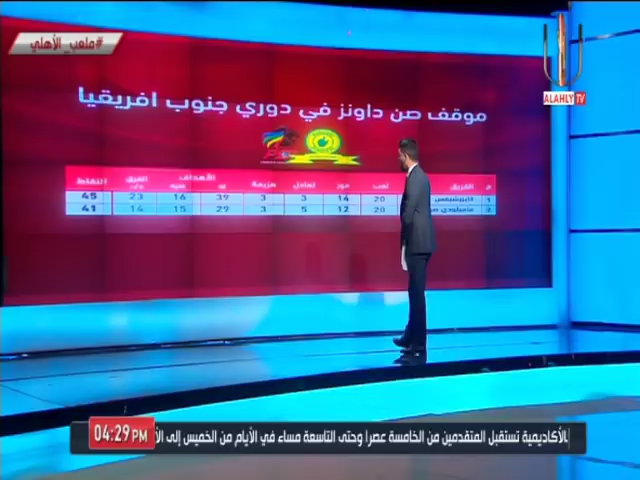 #ملعب_الأهلي
ALAHLY TV
موقف صن داونز في دوري جنوب افريقيا
م الفريق لعب فوز تعادل هزيمة الأهداف النقاط
له عليه
1 كايزرشيفس 20 14 3 3 39 16 23 45
2 مامیلودي 20 12 5 3 29 15 14 41
الأكاديمية تستقبل المتقدمين من الخامسة عصرا وحتى التاسعة مساء في الأيام من الخميس إلى
04:29 PM